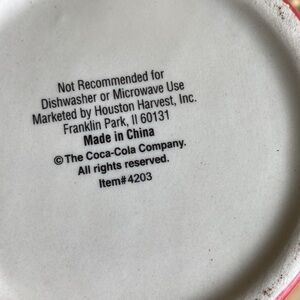 Not Recommended for
Dishwasher or Microwave Use
Marketed by Houston Harvest, Inc.
Franklin Park, Il 60131
Made in China
©The Coca-Cola Company.
All rights reserved.
Item#4203